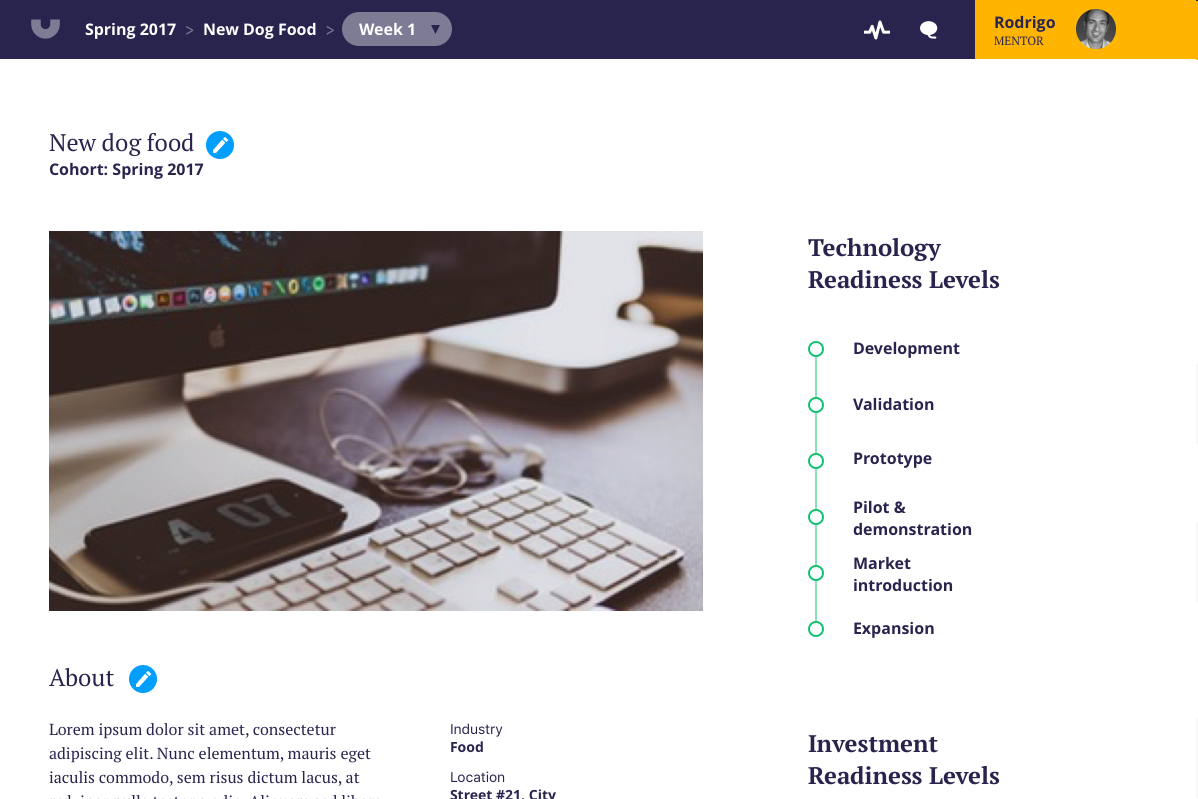 Spring 2017 > New Dog Food > Week 1 ▼
Rodrigo
MENTOR
New dog food
Cohort: Spring 2017
4 07
About
Lorem ipsum dolor sit amet, consectetur
adipiscing elit. Nunc elementum, mauris eget
iaculis commodo, sem risus dictum lacus, at
Industry
Food
Location
Street #21, City
Technology
Readiness Levels
Development
Validation
Prototype
Pilot &
demonstration
Market
introduction
Expansion
Investment
Readiness Levels